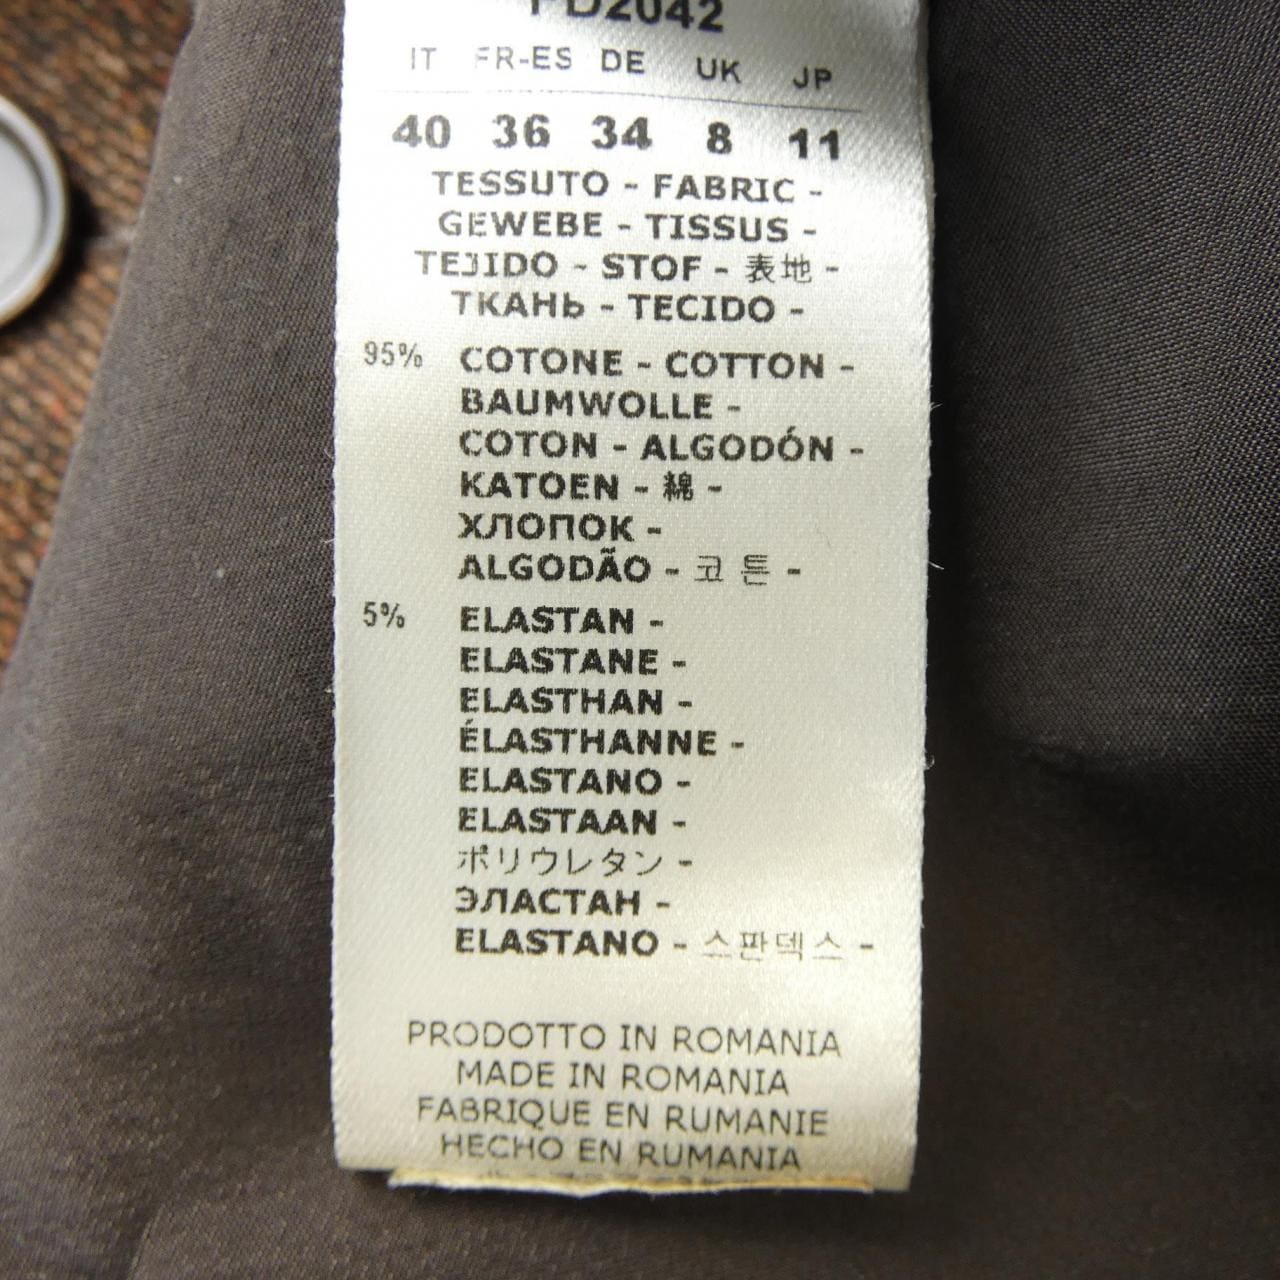 PD2042
IT FR-ES DE UK JP
40 36 34 8 11
TESSUTO - FABRIC -
GEWEBE - TISSUS -
TEJIDO - STOF - 表地 -
ТКАНЬ - TECIDO -
95% COTONE - COTTON -
BAUMWOLLE -
COTON - ALGODÓN -
KATOEN - 綿 -
ХЛОПОК -
ALGODÃO - 코튼 -
5% ELASTAN -
ELASTANE -
ELASTHAN -
ÉLASTHANNE -
ELASTANO -
ELASTAAN -
ポリウレタン -
ЭЛАСТАН -
ELASTANO - 스판덱스 -
PRODOTTO IN ROMANIA
MADE IN ROMANIA
FABRIQUE EN RUMANIE
HECHO EN RUMANIA